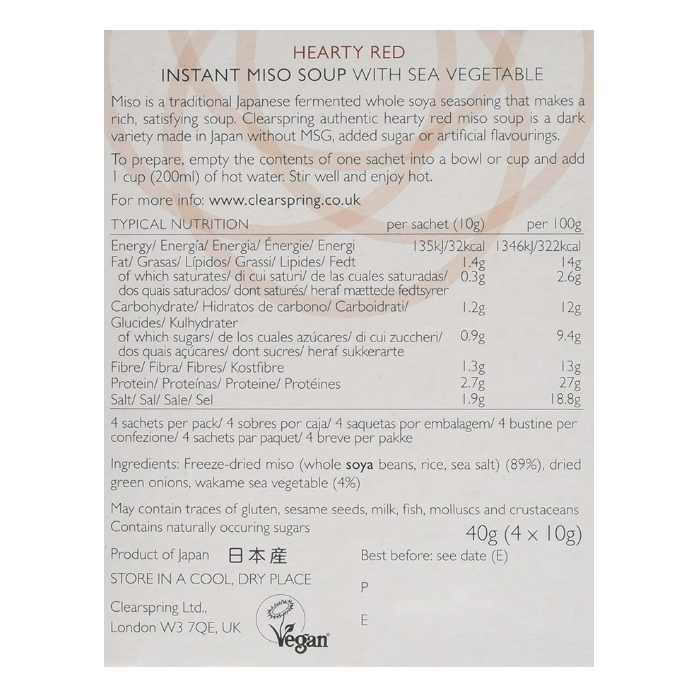 HEARTY RED
INSTANT MISO SOUP WITH SEA VEGETABLE
Miso is a traditional Japanese fermented whole soya seasoning that makes a
rich, satisfying soup. Clearspring authentic hearty red miso soup is a dark
variety made in Japan without MSG, added sugar or artificial flavourings.
To prepare, empty the contents of one sachet into a bowl or cup and add
1 cup (200ml) of hot water. Stir well and enjoy hot.
For more info: www.clearspring.co.uk
TYPICAL NUTRITION per sachet (10g) per 100g
Energy/ Energía/ Energia/ Énergie/ Energi 135kJ/32kcal 1346kJ/322kcal
Fat/ Grasas/ Lípidos/ Grassi/ Lipides/ Fedt 1.4g 14g
of which saturates/ di cui saturi/ de las cuales saturadas/ 0.3g 2.6g
dos quais saturados/ dont saturés/ heraf mættede fedtsyrer
Carbohydrate/ Hidratos de carbono/ Carboidrati/ 1.2g 12g
Glucides/ Kulhydrater
of which sugars/ de los cuales azúcares/ di cui zuccheri/ 0.9g 9.4g
dos quais açúcares/ dont sucres/ heraf sukkerarte
Fibre/ Fibra/ Fibres/ Kostfibre 1.3g 13g
Protein/ Proteínas/ Proteine/ Protéines 2.7g 27g
Salt/ Sal/ Sale/ Sel 1.9g 18.8g
4 sachets per pack/ 4 sobres por caja/ 4 saquetas por embalagem/ 4 bustine per
confezione/ 4 sachets par paquet/ 4 breve per pakke
Ingredients: Freeze-dried miso (whole soya beans, rice, sea salt) (89%), dried
green onions, wakame sea vegetable (4%)
May contain traces of gluten, sesame seeds, milk, fish, molluscs and crustaceans
Contains naturally occuring sugars
40g (4 x 10g)
Product of Japan 日本産 Best before: see date (E)
STORE IN A COOL, DRY PLACE
P
Clearspring Ltd.,
London W3 7QE, UK
E
Vegan